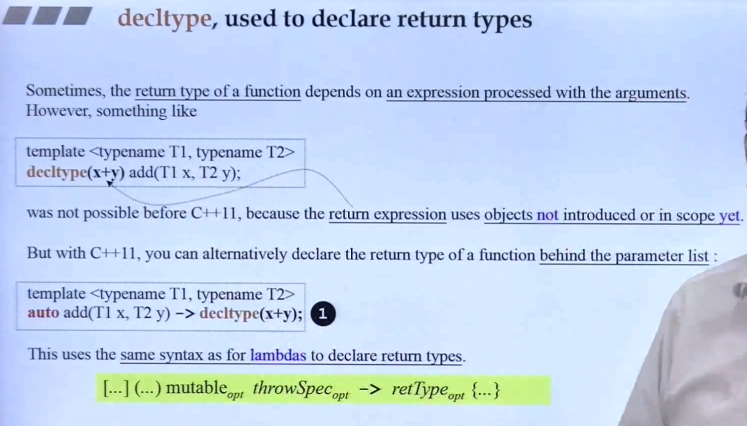 decltype, used to declare return types
Sometimes, the return type of a function depends on an expression processed with the arguments.
However, something like
template <typename T1, typename T2>
decltype(x+y) add(T1 x, T2 y);
was not possible before C++11, because the return expression uses objects not introduced or in scope yet.
But with C++11, you can alternatively declare the return type of a function behind the parameter list :
template <typename T1, typename T2>
auto add(T1 x, T2 y) -> decltype(x+y); 1
This uses the same syntax as for lambdas to declare return types.
[...] (...) mutable opt throwSpec opt -> retType opt {...}